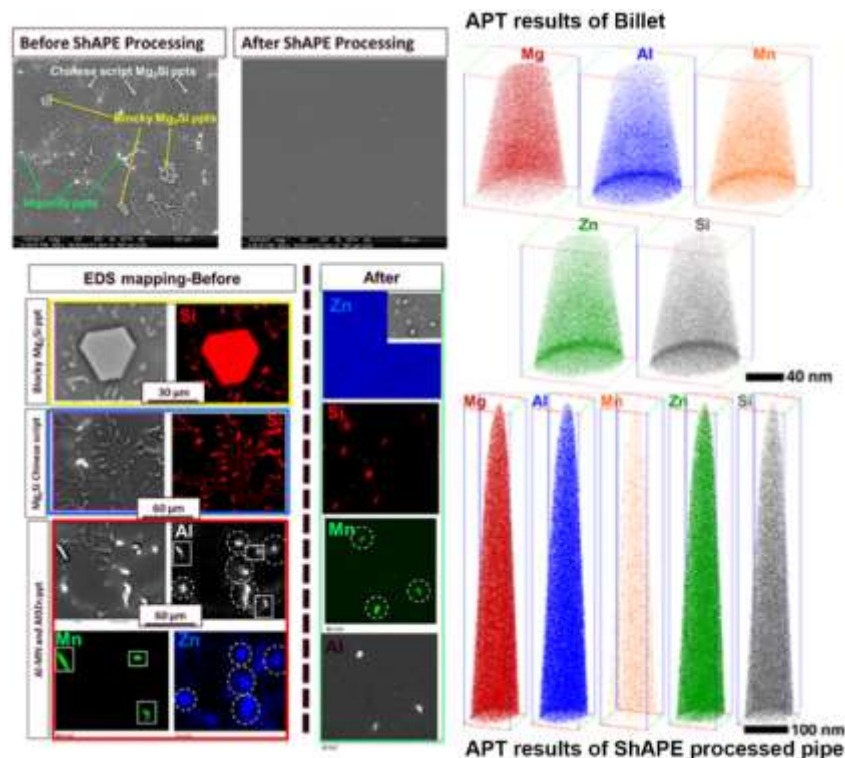 Before ShAPE Processing
After ShAPE Processing
Chinese script Mg₂Si ppts
Blocky Mg₂Si ppts
Impurity ppts
EDS mapping-Before
After
Blocky Mg₂Si ppt
Si
30 µm
Mg₂Si Chinese script
Si
60 µm
Al-Mn and Al&Zn ppt
Al
60 µm
Mn
Zn
Zn
Si
Mn
Al
APT results of Billet
Mg
Al
Mn
Zn
Si
40 nm
Mg
Al
Mn
Zn
Si
100 nm
APT results of ShAPE processed pipe